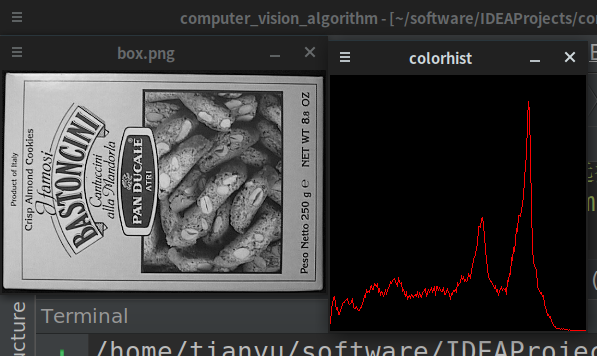 computer_vision_algorithm - [~/software/IDEAProjects/co
box.png
colorhist
Product of Italy
Crisp Almond Cookies
Famosi
BASTONCINI
Cantuccini
alla Mandorla
PAN DUCALE
ATRI
Peso Netto 250 g e NET WT 8.8 OZ
ucture
Terminal
/home/tianyu/software/IDEAProjec